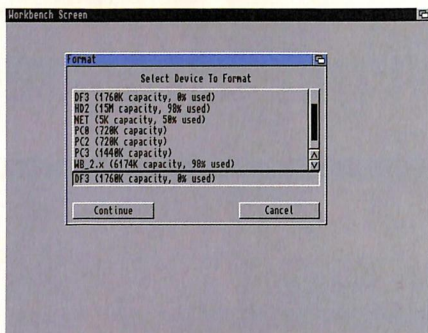 Workbench Screen
Format
Select Device To Format
DF3 (1760K capacity, 0% used)
HD2 (15M capacity, 98% used)
NET (5K capacity, 50% used)
PC0 (720K capacity)
PC2 (720K capacity)
PC3 (1440K capacity)
WB_2.x (6174K capacity, 98% used)
DF3 (1760K capacity, 0% used)
Continue
Cancel